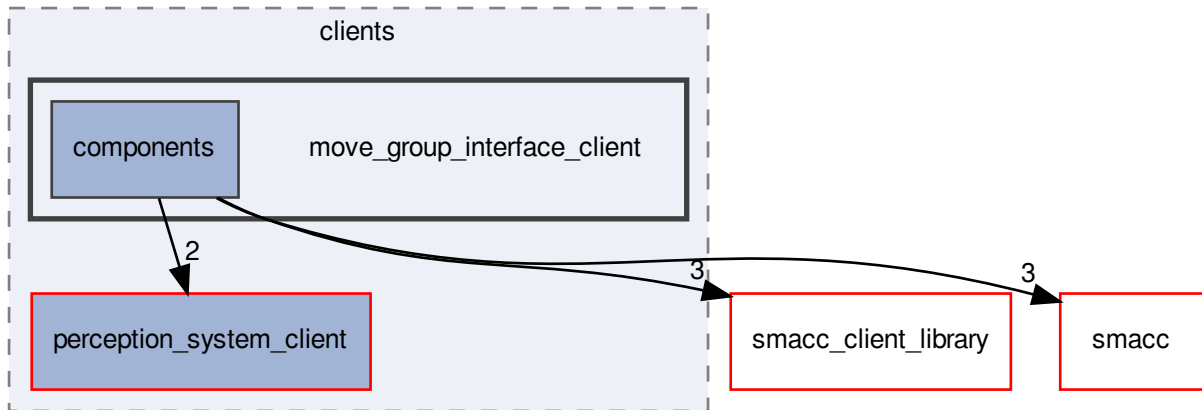 clients
components
move_group_interface_client
2
3
3
perception_system_client
smacc_client_library
smacc